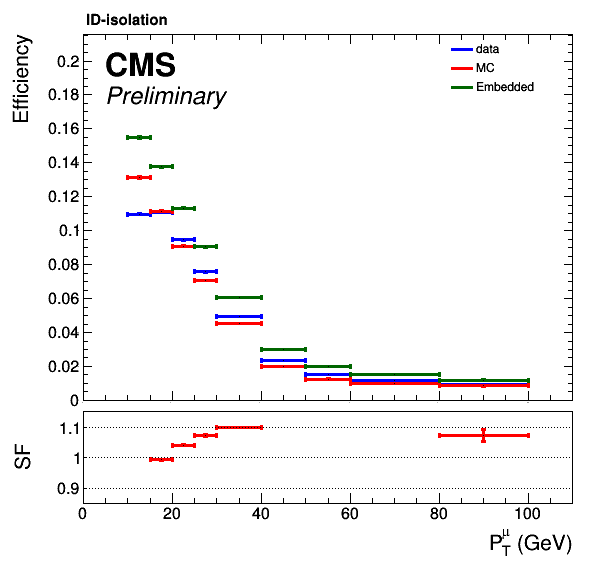 ID-isolation
CMS
Preliminary
data
MC
Embedded
Efficiency
0.2
0.18
0.16
0.14
0.12
0.1
0.08
0.06
0.04
0.02
0
SF
1.1
1
0.9
0 20 40 60 80 100
P_T^μ (GeV)